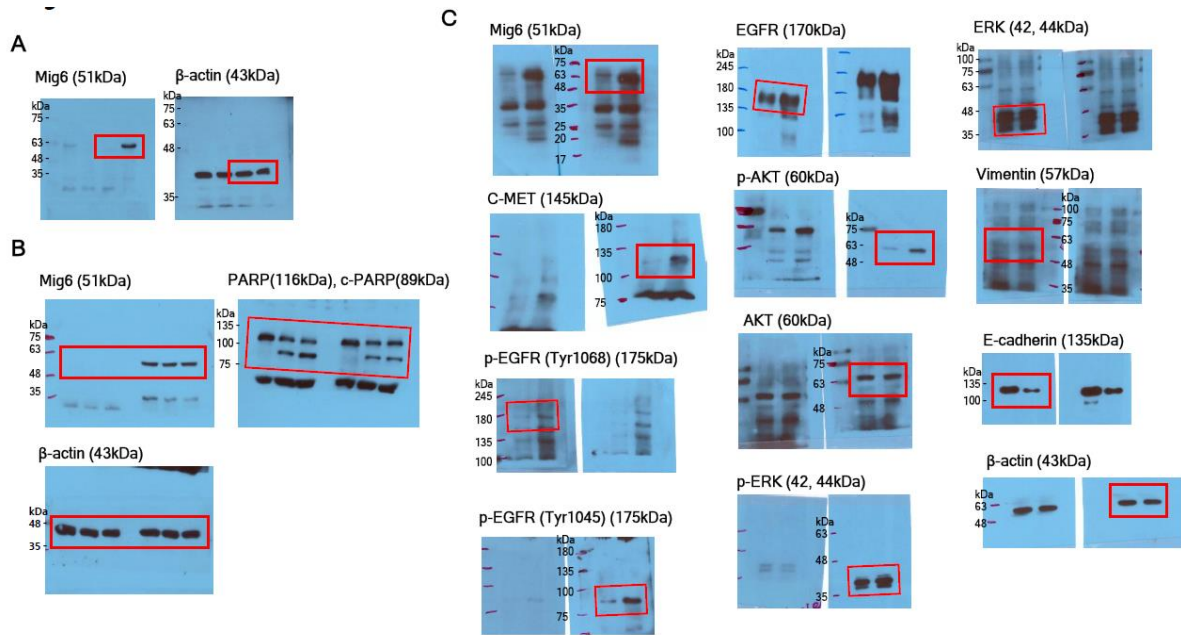 A
Mig6 (51kDa)
kDa
75
63
48
35
β-actin (43kDa)
kDa
75
63
48
35
B
Mig6 (51kDa)
kDa
75
63
48
35
PARP(116kDa), c-PARP(89kDa)
kDa
135
100
75
β-actin (43kDa)
kDa
48
35
C
Mig6 (51kDa)
kDa
75
63
48
35
25
20
17
EGFR (170kDa)
kDa
245
180
135
100
ERK (42, 44kDa)
kDa
135
100
75
63
48
35
C-MET (145kDa)
kDa
180
135
100
75
p-AKT (60kDa)
kDa
75
63
48
Vimentin (57kDa)
kDa
100
75
63
48
35
p-EGFR (Tyr1068) (175kDa)
kDa
245
180
135
100
AKT (60kDa)
kDa
75
63
48
E-cadherin (135kDa)
kDa
135
100
p-EGFR (Tyr1045) (175kDa)
kDa
180
135
100
75
p-ERK (42, 44kDa)
kDa
63
48
35
β-actin (43kDa)
kDa
63
48